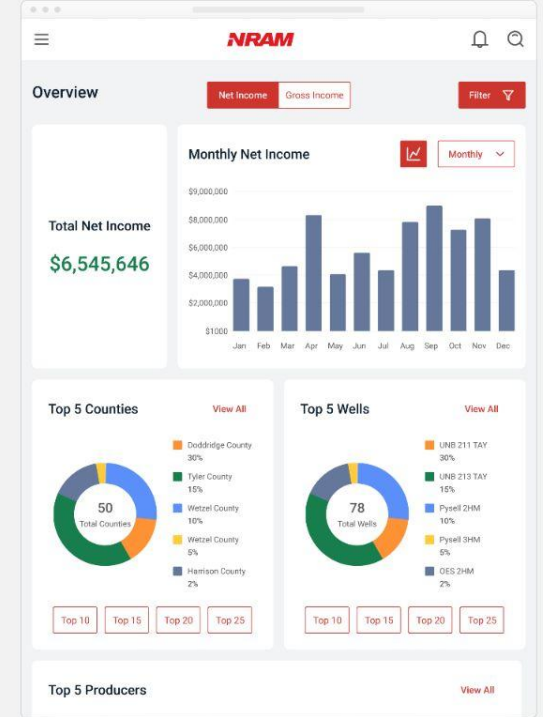 NRAM
Overview
Net Income
Gross Income
Filter
Total Net Income
$6,545,646
Monthly Net Income
Monthly
$9,000,000
$8,000,000
$6,000,000
$4,000,000
$2,000,000
$1000
Jan Feb Mar Apr May Jun Jul Aug Sep Oct Nov Dec
Top 5 Counties
View All
50
Total Counties
Doddridge County
30%
Tyler County
15%
Wetzel County
10%
Wetzel County
5%
Harrison County
2%
Top 10
Top 15
Top 20
Top 25
Top 5 Wells
View All
78
Total Wells
UNB 211 TAY
30%
UNB 213 TAY
15%
Pysell 2HM
10%
Pysell 3HM
5%
OES 2HM
2%
Top 10
Top 15
Top 20
Top 25
Top 5 Producers
View All